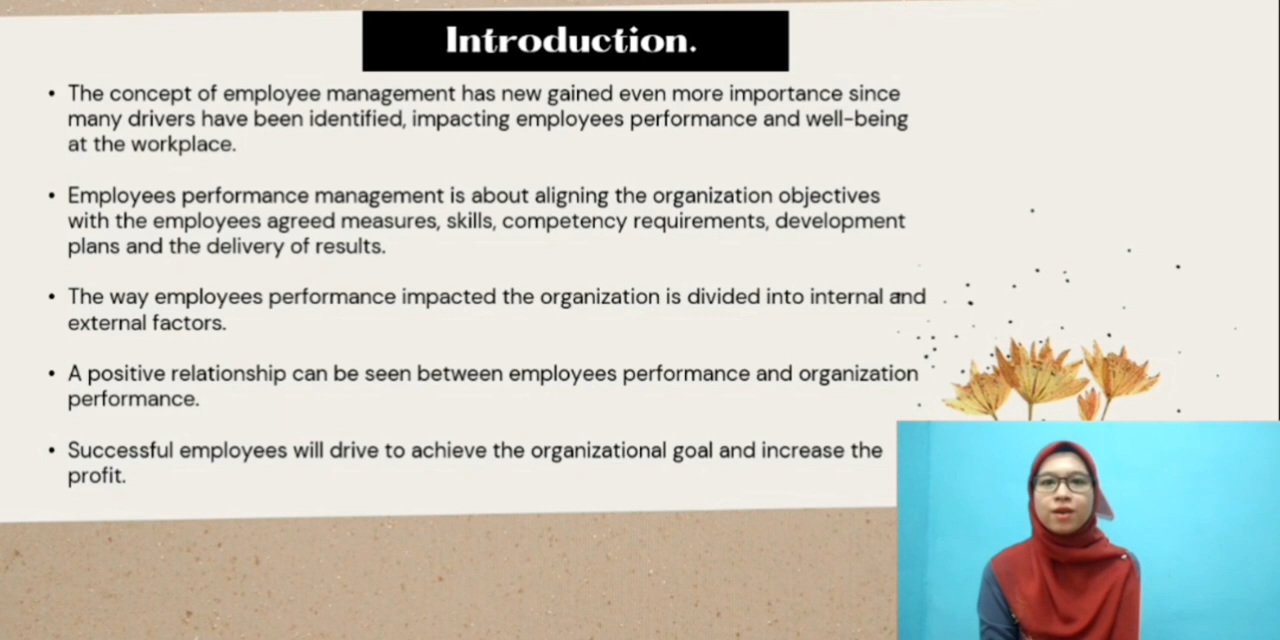 Introduction.
• The concept of employee management has new gained even more importance since
many drivers have been identified, impacting employees performance and well-being
at the workplace.
• Employees performance management is about aligning the organization objectives
with the employees agreed measures, skills, competency requirements, development
plans and the delivery of results.
• The way employees performance impacted the organization is divided into internal and
external factors.
• A positive relationship can be seen between employees performance and organization
performance.
• Successful employees will drive to achieve the organizational goal and increase the
profit.